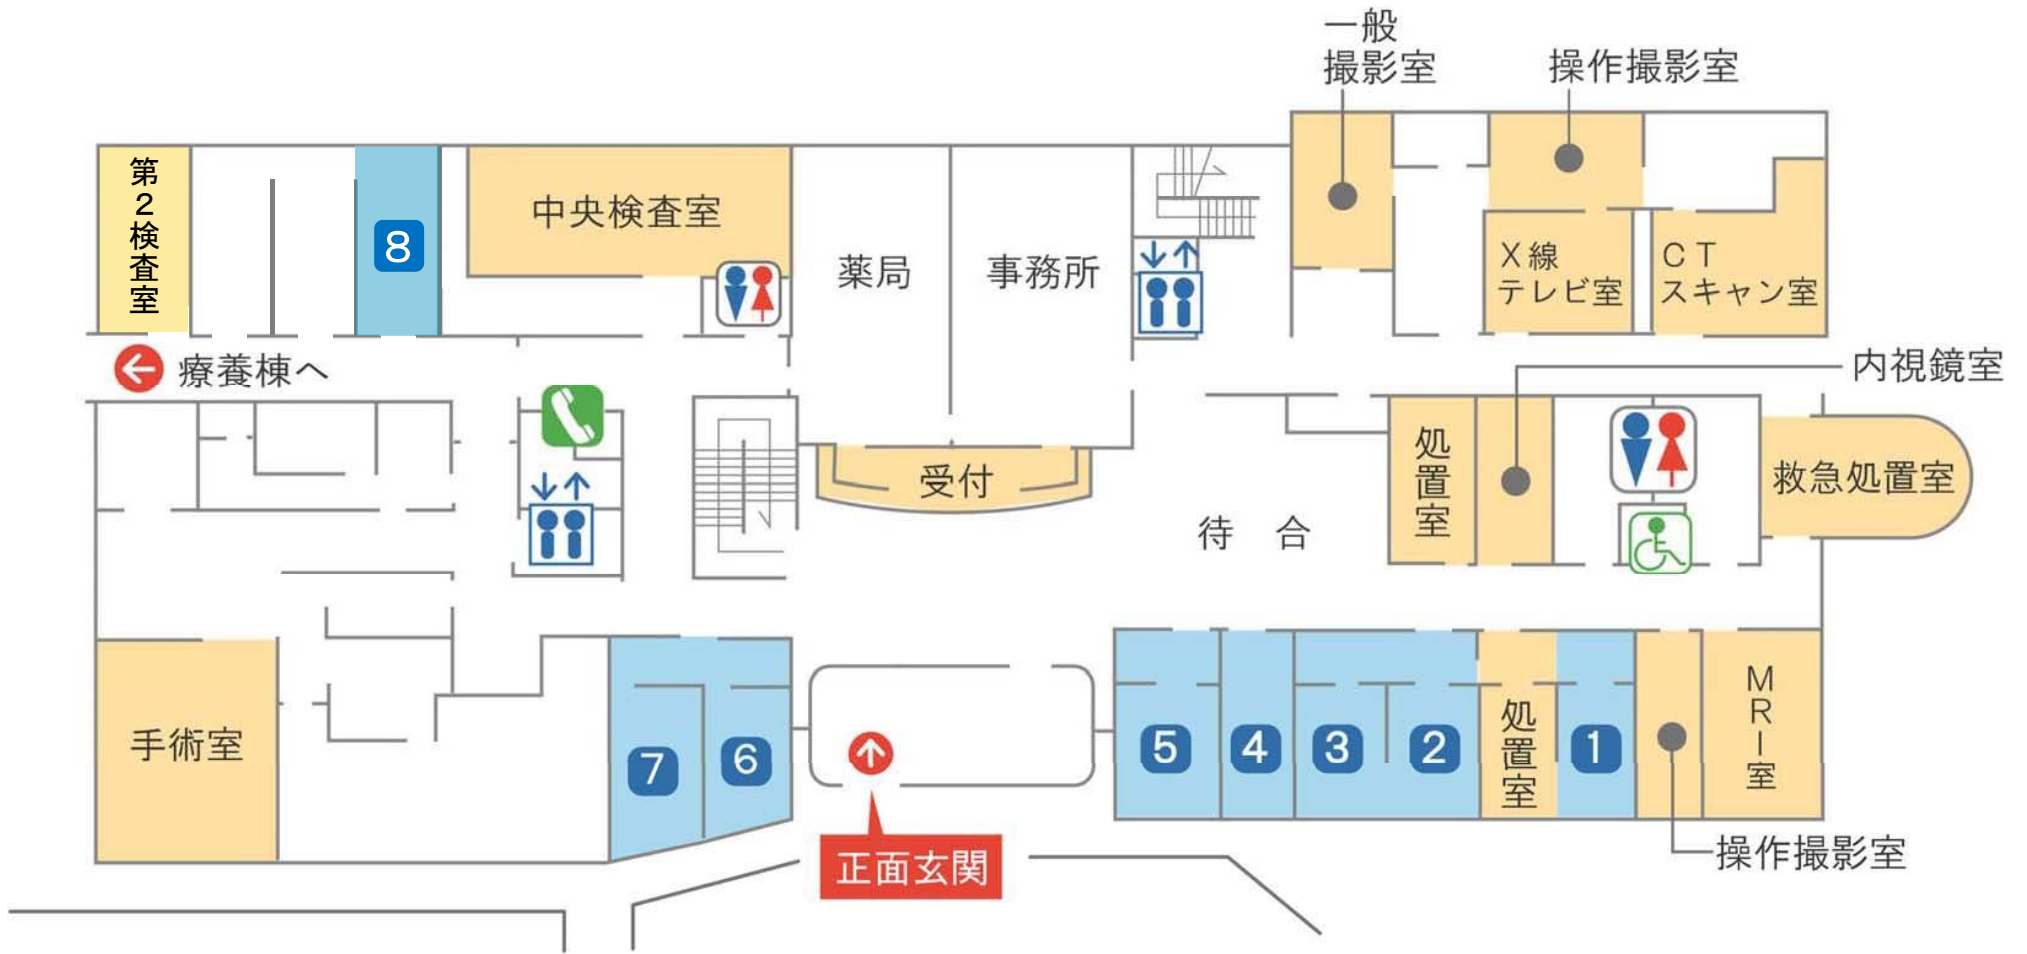 一般
撮影室
操作撮影室
第2検査室
8
中央検査室
薬局
事務所
X線
テレビ室
CT
スキャン室
療養棟へ
内視鏡室
処置室
救急処置室
受付
待 合
手術室
7
6
5
4
3
2
処置室
1
MRI室
操作撮影室
正面玄関